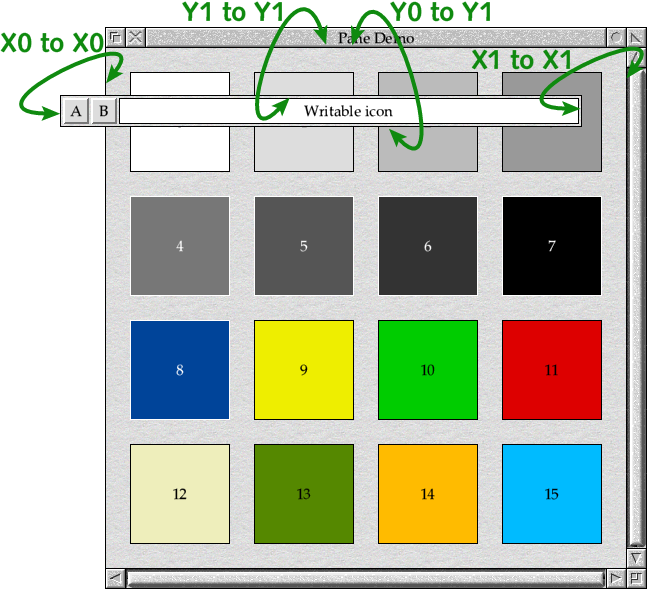 Y1 to Y1
Y0 to Y1
X0 to X0
Pane Demo
X1 to X1
A
B
Writable icon
4
5
6
7
8
9
10
11
12
13
14
15